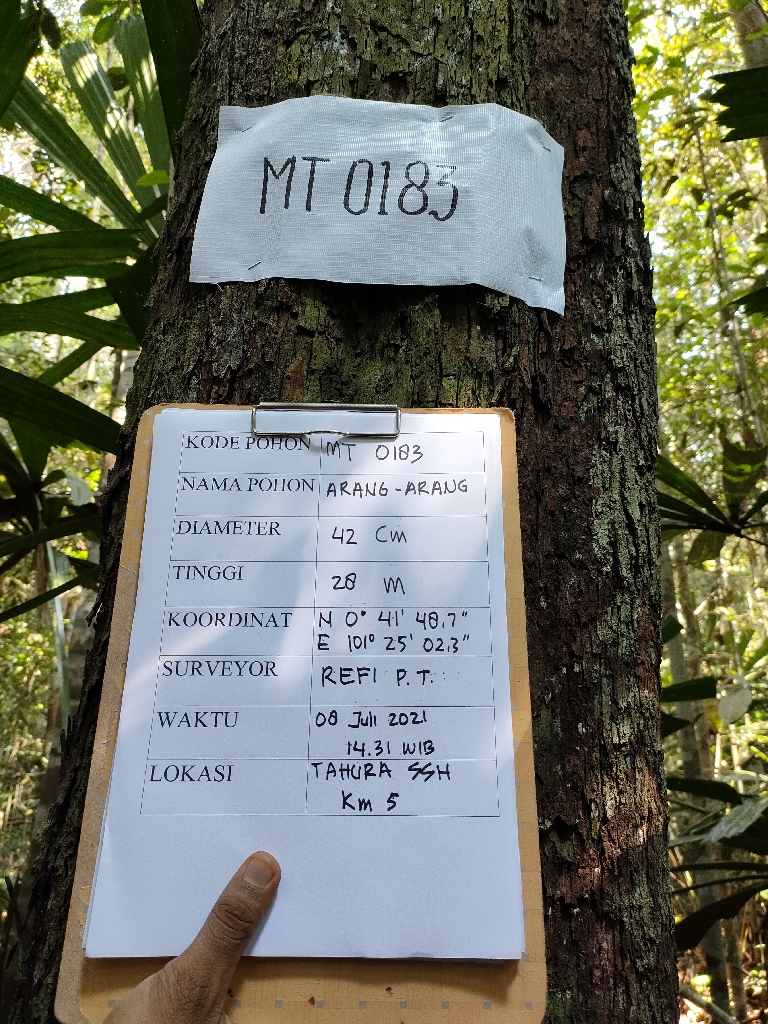 MT 0183
KODE POHON MT 0183
NAMA POHON ARANG-ARANG
DIAMETER 42 Cm
TINGGI 28 m
KOORDINAT N 0° 41' 48.7"
E 101° 25' 02.3"
SURVEYOR REFI P.T.
WAKTU 08 Juli 2021
14.31 WIB
LOKASI TAHURA SSH
Km 5